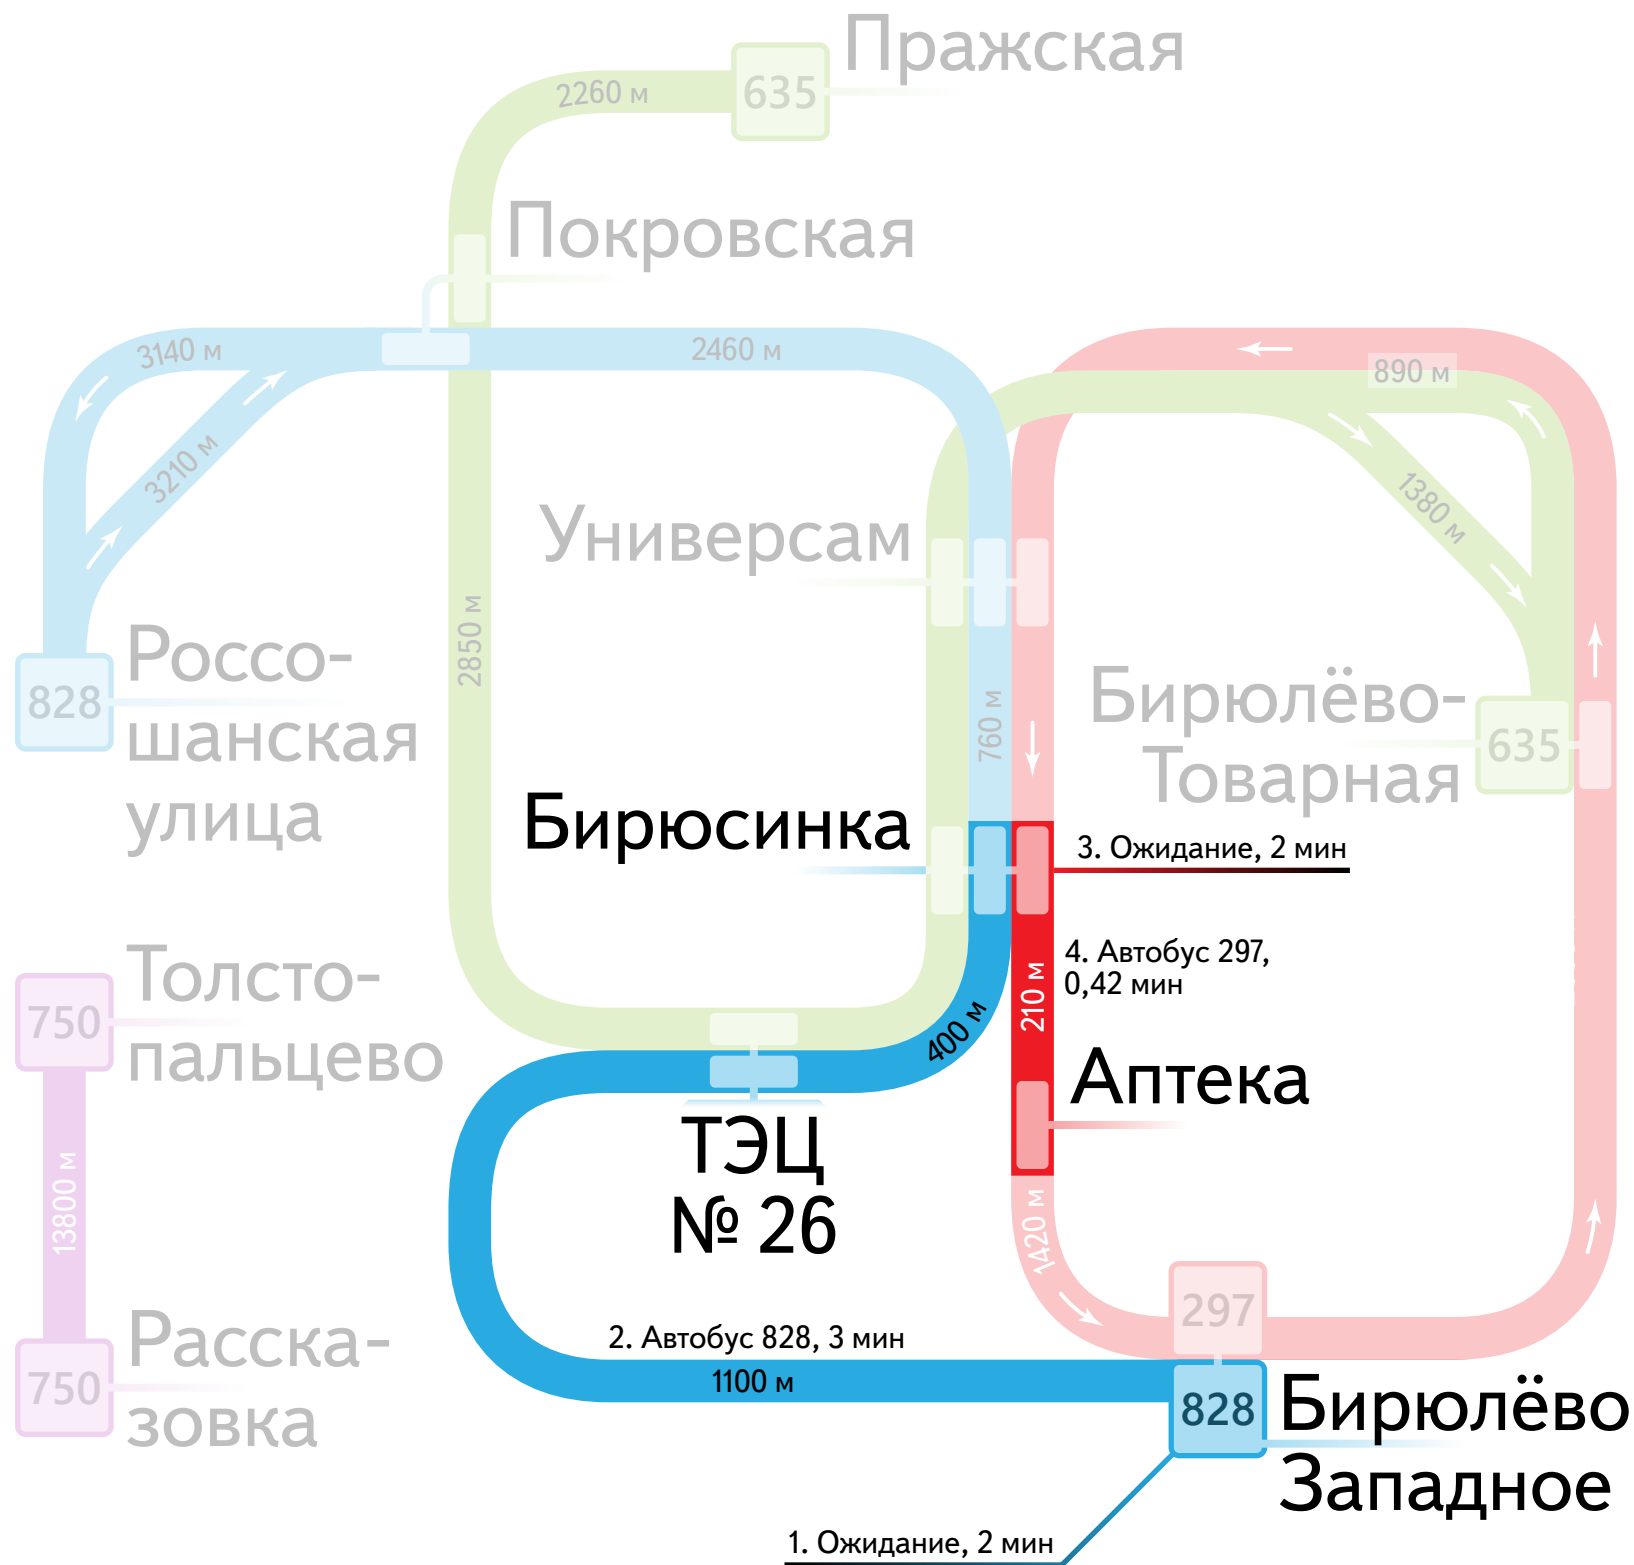 Пражская
635
2260 м
Покровская
3140 м
2460 м
890 м
3210 м
1380 м
Универсам
2850 м
Россо-
шанская
улица
828
760 м
Бирюлёво-
Товарная
635
Бирюсинка
3. Ожидание, 2 мин
4. Автобус 297,
0,42 мин
210 м
400 м
Толсто-
пальцево
750
Аптека
ТЭЦ
№ 26
13800 м
1420 м
297
Расска-
зовка
750
2. Автобус 828, 3 мин
1100 м
828
Бирюлёво
Западное
1. Ожидание, 2 мин